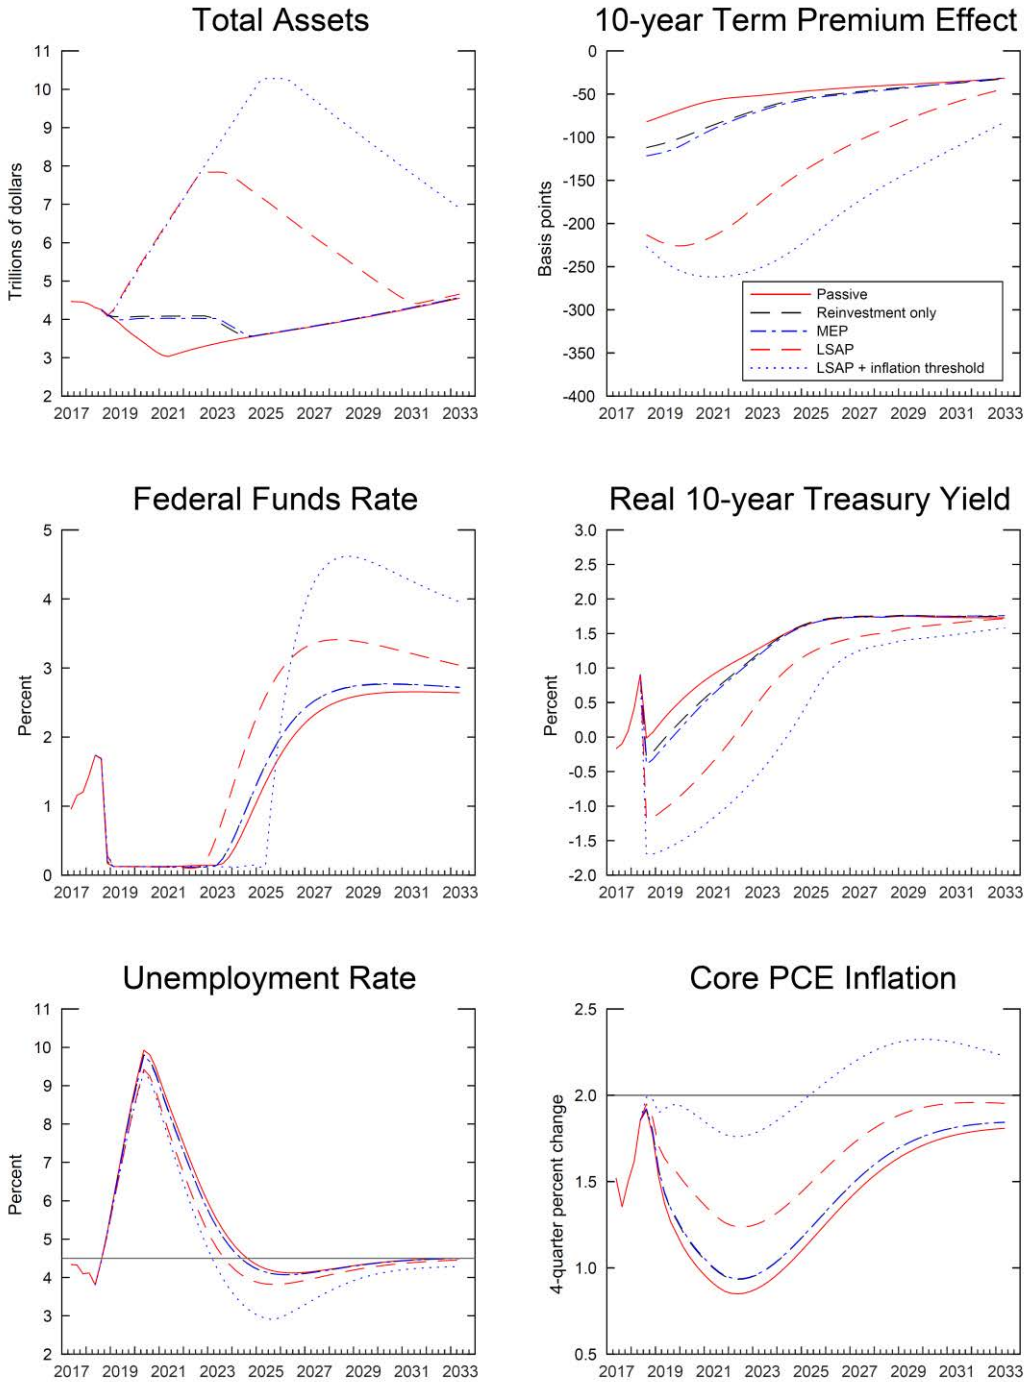 Total Assets
Trillions of dollars
11
10
9
8
7
6
5
4
3
2
2017 2019 2021 2023 2025 2027 2029 2031 2033
10-year Term Premium Effect
Basis points
0
-50
-100
-150
-200
-250
-300
-350
-400
Passive
Reinvestment only
MEP
LSAP
LSAP + inflation threshold
2017 2019 2021 2023 2025 2027 2029 2031 2033
Federal Funds Rate
Percent
5
4
3
2
1
0
2017 2019 2021 2023 2025 2027 2029 2031 2033
Real 10-year Treasury Yield
Percent
3.0
2.5
2.0
1.5
1.0
0.5
0.0
-0.5
-1.0
-1.5
-2.0
2017 2019 2021 2023 2025 2027 2029 2031 2033
Unemployment Rate
Percent
11
10
9
8
7
6
5
4
3
2
2017 2019 2021 2023 2025 2027 2029 2031 2033
Core PCE Inflation
4-quarter percent change
2.5
2.0
1.5
1.0
0.5
2017 2019 2021 2023 2025 2027 2029 2031 2033